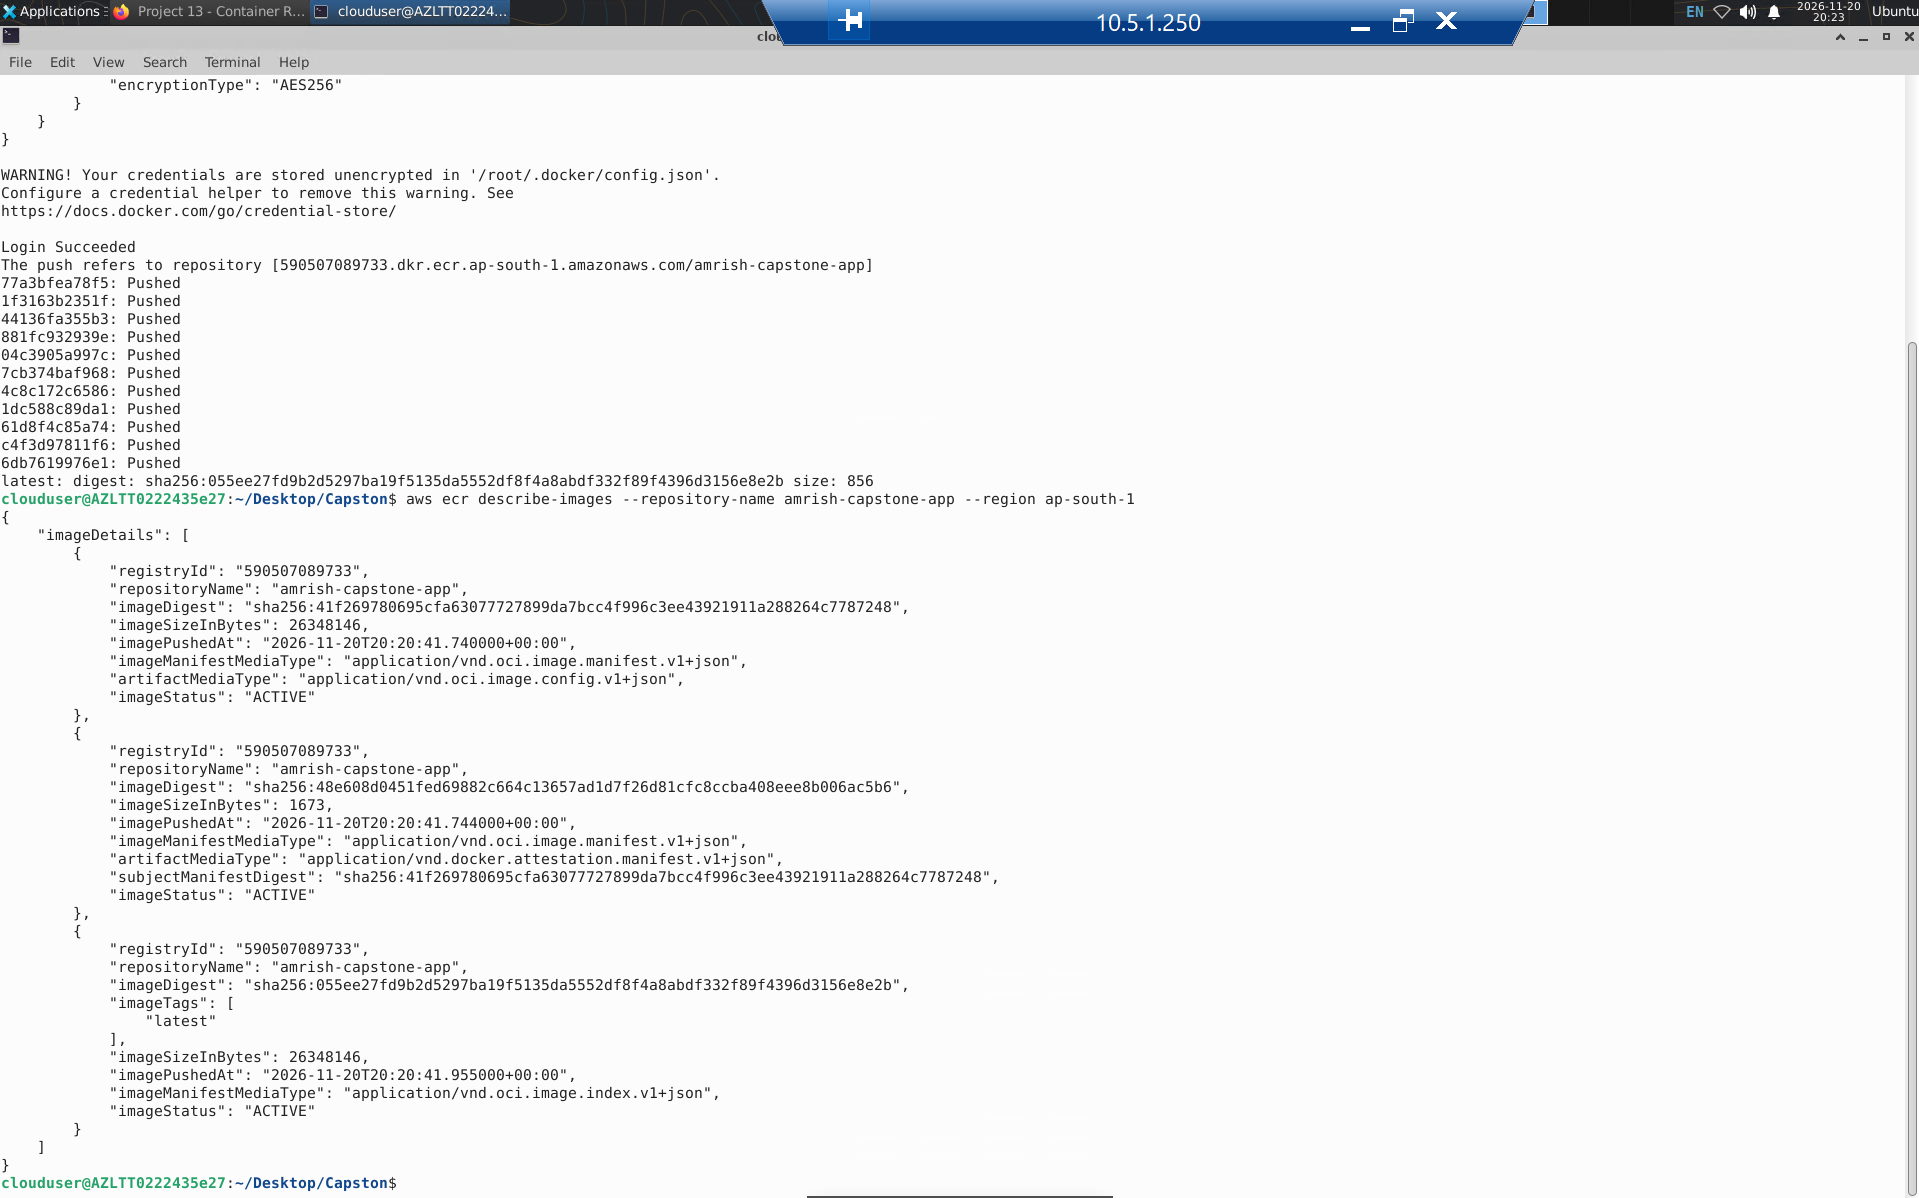 Applications
Project 13 - Container R...
clouduser@AZLTT02224...
10.5.1.250
EN
2026-11-20
20:23
Ubuntu
File Edit View Search Terminal Help
            "encryptionType": "AES256"
        }
    }
}

WARNING! Your credentials are stored unencrypted in '/root/.docker/config.json'.
Configure a credential helper to remove this warning. See
https://docs.docker.com/go/credential-store/

Login Succeeded
The push refers to repository [590507089733.dkr.ecr.ap-south-1.amazonaws.com/amrish-capstone-app]
77a3bfea78f5: Pushed
1f3163b2351f: Pushed
44136fa355b3: Pushed
881fc932939e: Pushed
04c3905a997c: Pushed
7cb374baf968: Pushed
4c8c172c6586: Pushed
1dc588c89da1: Pushed
61d8f4c85a74: Pushed
c4f3d97811f6: Pushed
6db7619976e1: Pushed
latest: digest: sha256:055ee27fd9b2d5297ba19f5135da5552df8f4a8abdf332f89f4396d3156e8e2b size: 856
clouduser@AZLTT0222435e27:~/Desktop/Capston$ aws ecr describe-images --repository-name amrish-capstone-app --region ap-south-1
{
    "imageDetails": [
        {
            "registryId": "590507089733",
            "repositoryName": "amrish-capstone-app",
            "imageDigest": "sha256:41f269780695cfa63077727899da7bcc4f996c3ee43921911a288264c7787248",
            "imageSizeInBytes": 26348146,
            "imagePushedAt": "2026-11-20T20:20:41.740000+00:00",
            "imageManifestMediaType": "application/vnd.oci.image.manifest.v1+json",
            "artifactMediaType": "application/vnd.oci.image.config.v1+json",
            "imageStatus": "ACTIVE"
        },
        {
            "registryId": "590507089733",
            "repositoryName": "amrish-capstone-app",
            "imageDigest": "sha256:48e608d0451fed69882c664c13657ad1d7f26d81cfc8ccba408eee8b006ac5b6",
            "imageSizeInBytes": 1673,
            "imagePushedAt": "2026-11-20T20:20:41.744000+00:00",
            "imageManifestMediaType": "application/vnd.oci.image.manifest.v1+json",
            "artifactMediaType": "application/vnd.docker.attestation.manifest.v1+json",
            "subjectManifestDigest": "sha256:41f269780695cfa63077727899da7bcc4f996c3ee43921911a288264c7787248",
            "imageStatus": "ACTIVE"
        },
        {
            "registryId": "590507089733",
            "repositoryName": "amrish-capstone-app",
            "imageDigest": "sha256:055ee27fd9b2d5297ba19f5135da5552df8f4a8abdf332f89f4396d3156e8e2b",
            "imageTags": [
                "latest"
            ],
            "imageSizeInBytes": 26348146,
            "imagePushedAt": "2026-11-20T20:20:41.955000+00:00",
            "imageManifestMediaType": "application/vnd.oci.image.index.v1+json",
            "imageStatus": "ACTIVE"
        }
    ]
}
clouduser@AZLTT0222435e27:~/Desktop/Capston$